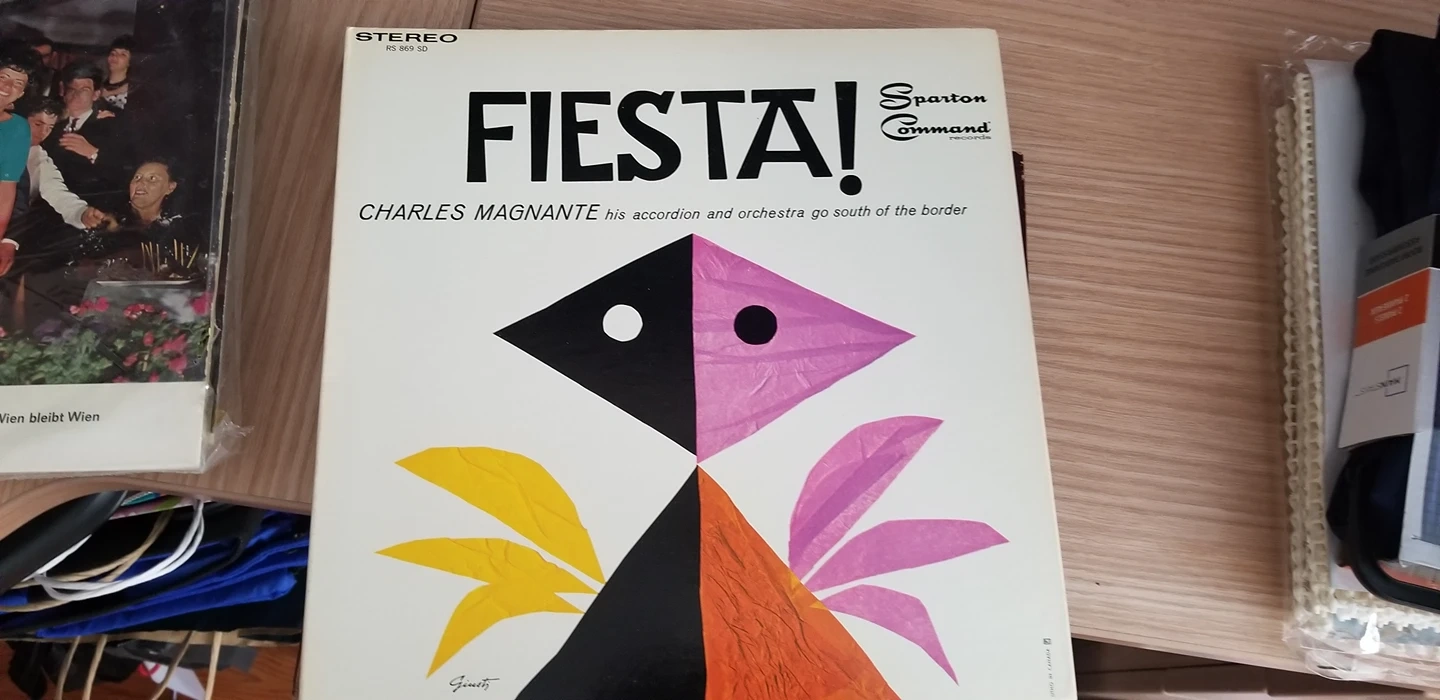 STEREO
RS 869 SD
FIESTA!
Sparton
Command
records
CHARLES MAGNANTE his accordion and orchestra go south of the border
Wien bleibt Wien
MAINSTAYS